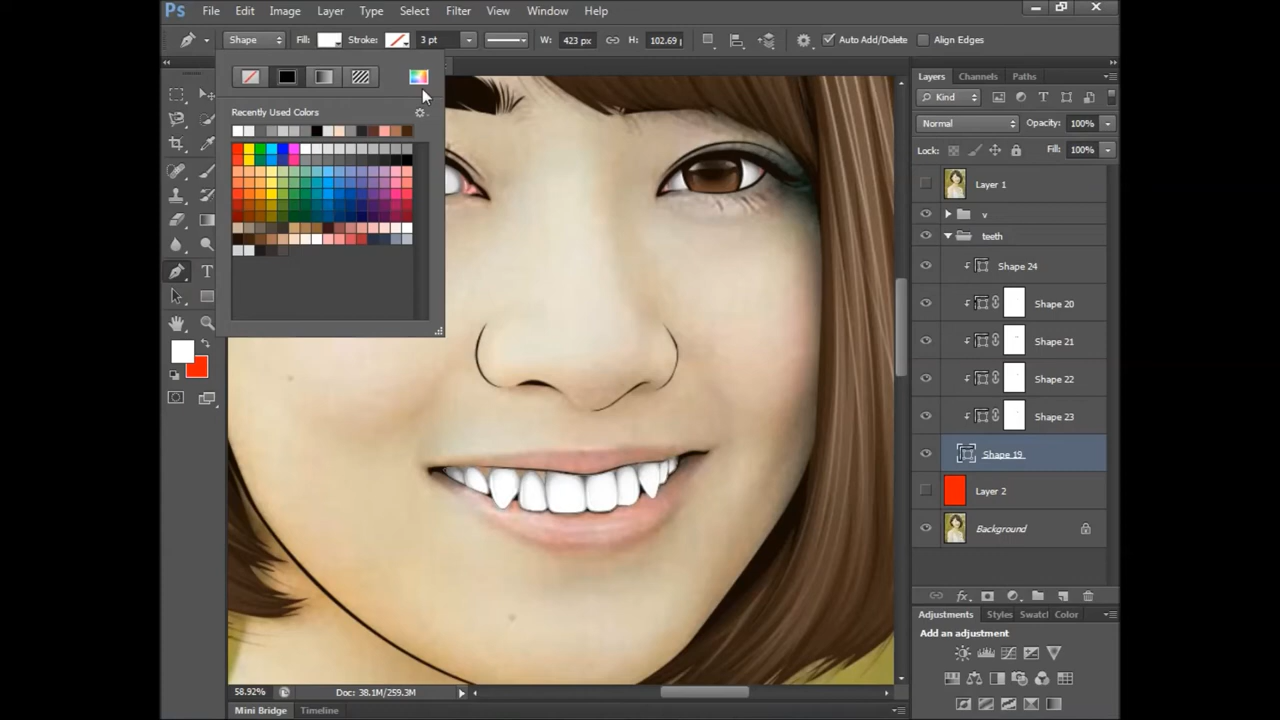 Ps File Edit Image Layer Type Select Filter View Window Help
Shape Fill: Stroke: 3 pt W: 423 px H: 102.69 Auto Add/Delete Align Edges
Recently Used Colors
Layers Channels Paths
Kind
Normal Opacity: 100%
Lock: Fill: 100%
Layer 1
v
teeth
Shape 24
Shape 20
Shape 21
Shape 22
Shape 23
Shape 19
Layer 2
Background
Adjustments Styles Swatcl Color
Add an adjustment
58.92% Doc: 38.1M/259.3M
Mini Bridge Timeline